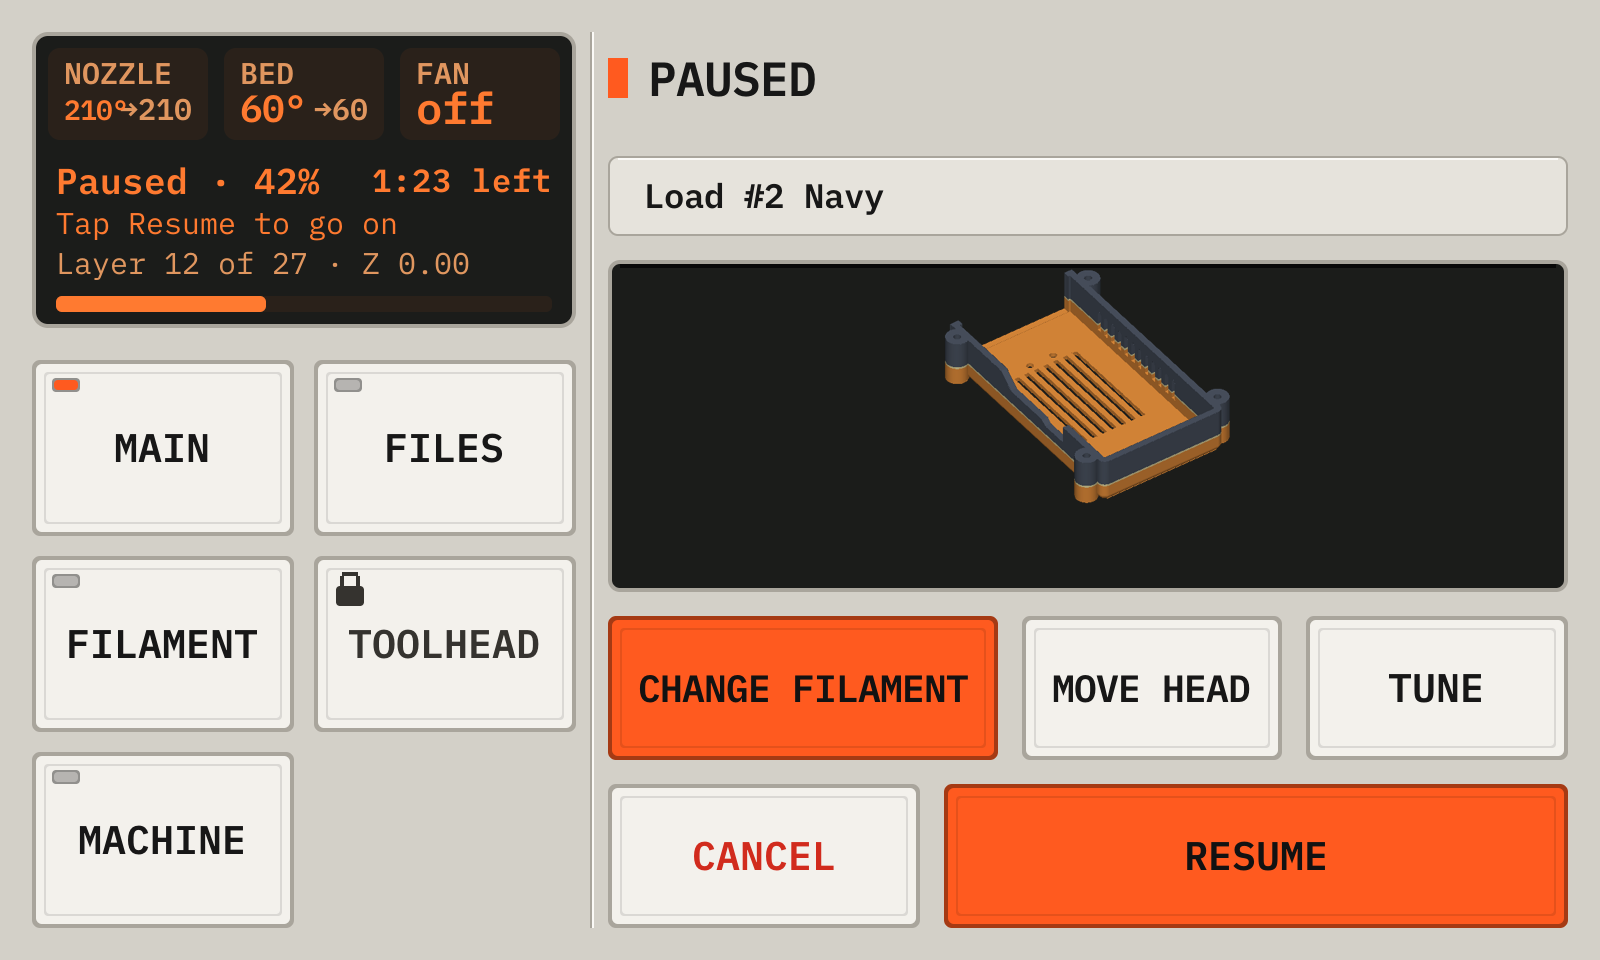 NOZZLE
210°→210
BED
60° →60
FAN
off
Paused · 42% 1:23 left
Tap Resume to go on
Layer 12 of 27 · Z 0.00
MAIN
FILES
FILAMENT
TOOLHEAD
MACHINE
PAUSED
Load #2 Navy
CHANGE FILAMENT
MOVE HEAD
TUNE
CANCEL
RESUME